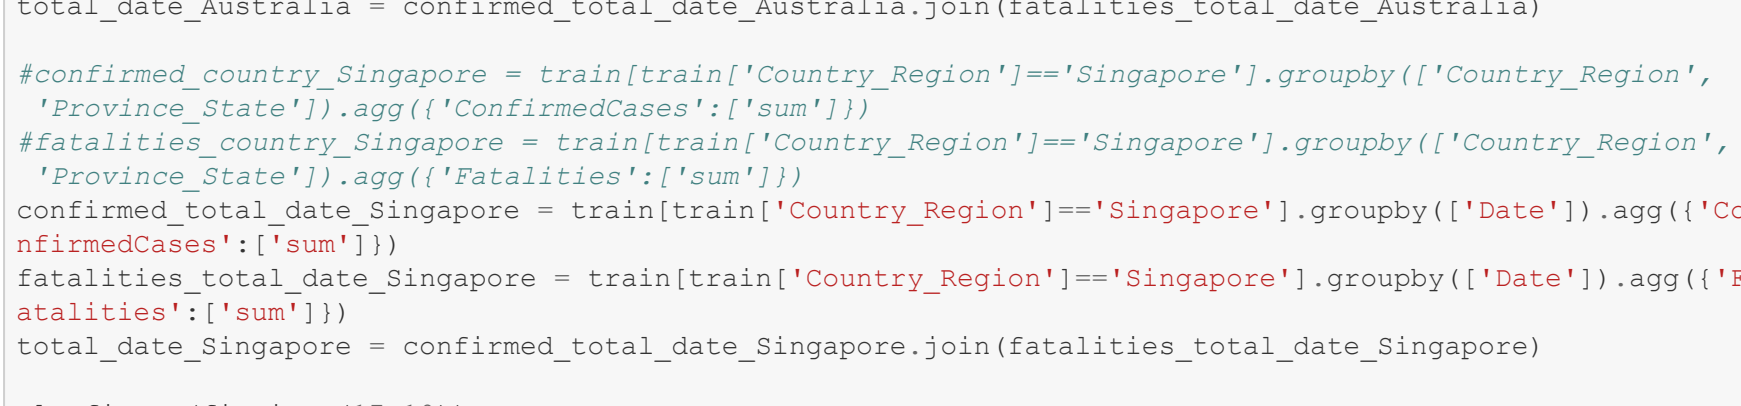 total_date_Australia = confirmed_total_date_Australia.join(fatalities_total_date_Australia)
#confirmed_country_Singapore = train[train['Country_Region']=='Singapore'].groupby(['Country_Region',
'Province_State']).agg({'ConfirmedCases':['sum']})
#fatalities_country_Singapore = train[train['Country_Region']=='Singapore'].groupby(['Country_Region',
'Province_State']).agg({'Fatalities':['sum']})
confirmed_total_date_Singapore = train[train['Country_Region']=='Singapore'].groupby(['Date']).agg({'Co
nfirmedCases':['sum']})
fatalities_total_date_Singapore = train[train['Country_Region']=='Singapore'].groupby(['Date']).agg({'F
atalities':['sum']})
total_date_Singapore = confirmed_total_date_Singapore.join(fatalities_total_date_Singapore)